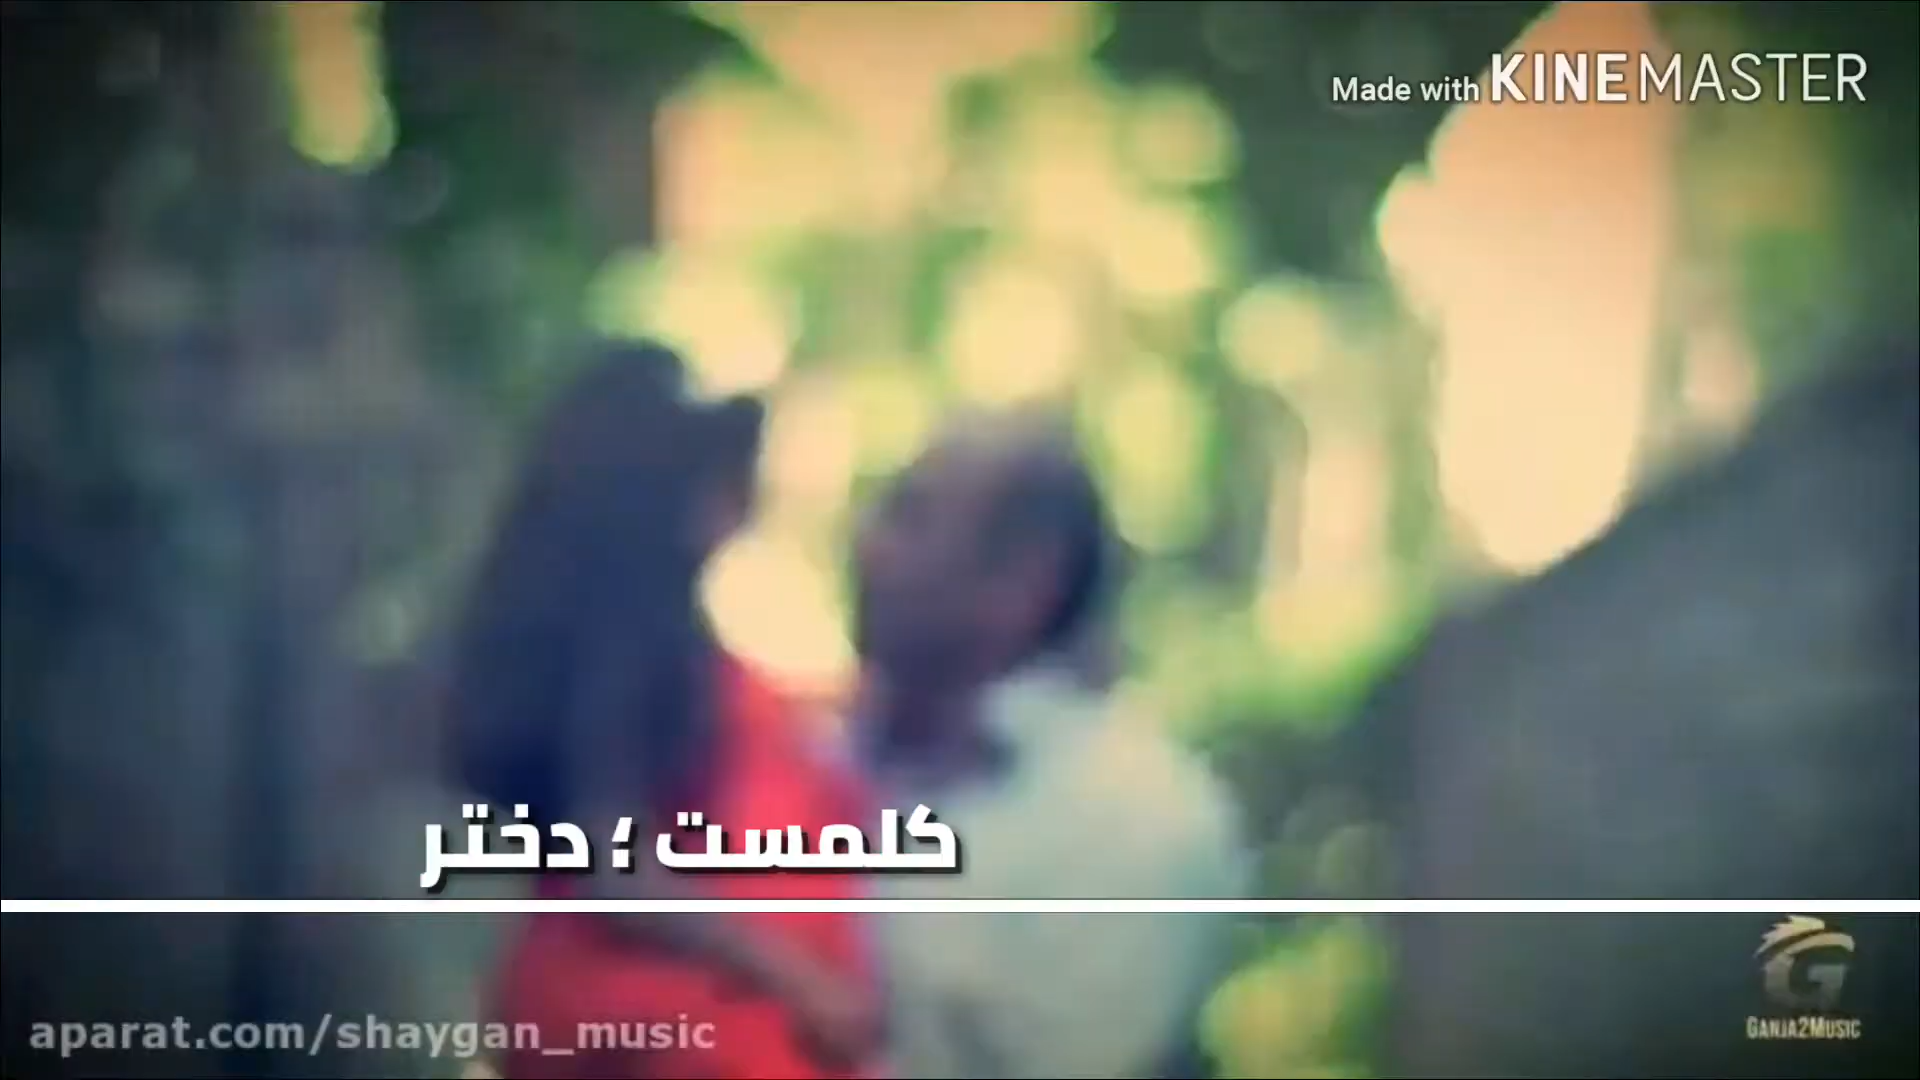 Made with KINEMASTER
کلمست ؛ دختر
aparat.com/shaygan_music
GANJA2MUSIC